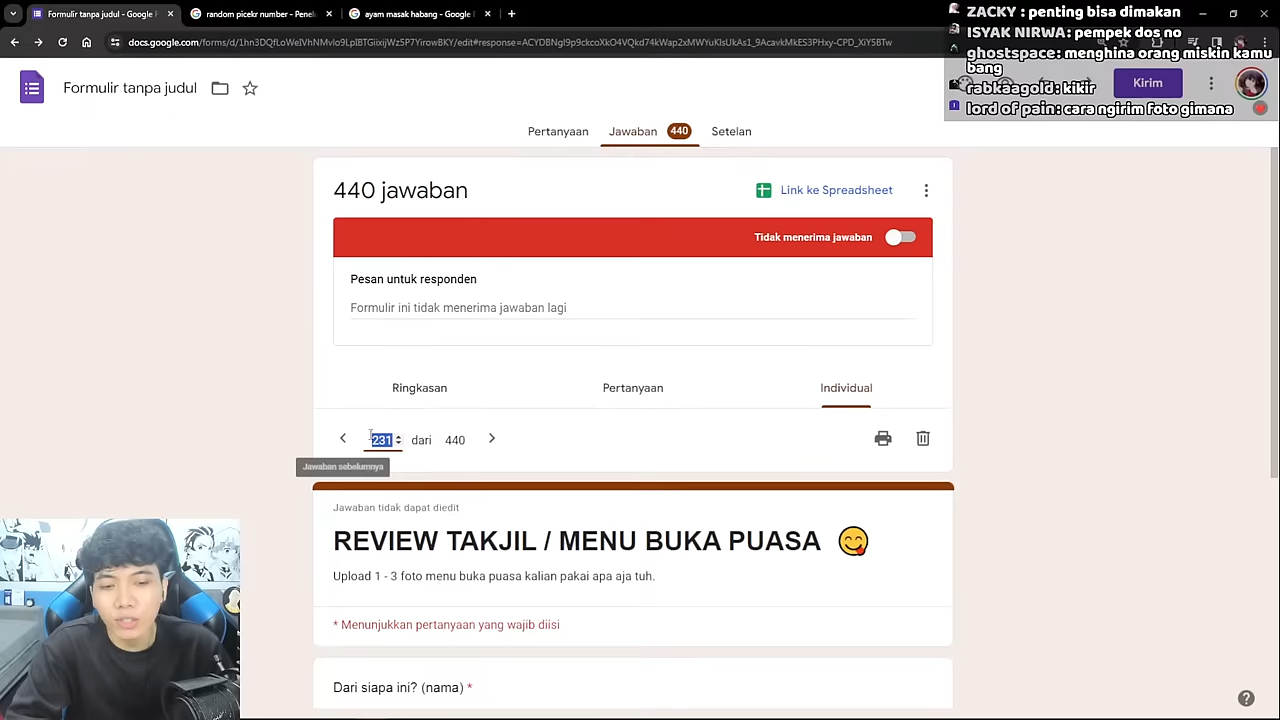 Formulir tanpa judul - Google F
random picekr number - Penel
ayam masak habang - Google
docs.google.com/forms/d/1hn3DQfLoWeIVhNMvlo9LpIBTGiixijWz5P7YirowBKY/edit#response=ACYDBNgl9p9ckcoXkO4VQkd74kWap2xMWYuKlsUkAs1_9AcavkMkES3PHxy-CPD_XiY5BTw
ZACKY : penting bisa dimakan
ISYAK NIRWA: pempek dos no
ghostspace: menghina orang miskin kamu
bang
rabkaagold: kikir
lord of pain: cara ngirim foto gimana
Formulir tanpa judul
Kirim
Pertanyaan
Jawaban 440
Setelan
440 jawaban
Link ke Spreadsheet
Tidak menerima jawaban
Pesan untuk responden
Formulir ini tidak menerima jawaban lagi
Ringkasan
Pertanyaan
Individual
231 dari 440
Jawaban sebelumnya
Jawaban tidak dapat diedit
REVIEW TAKJIL / MENU BUKA PUASA 😋
Upload 1 - 3 foto menu buka puasa kalian pakai apa aja tuh.
* Menunjukkan pertanyaan yang wajib diisi
Dari siapa ini? (nama) *